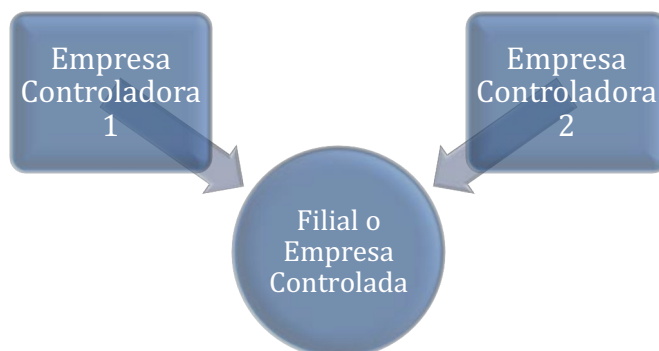 Empresa
Controladora
1
Empresa
Controladora
2
Filial o
Empresa
Controlada